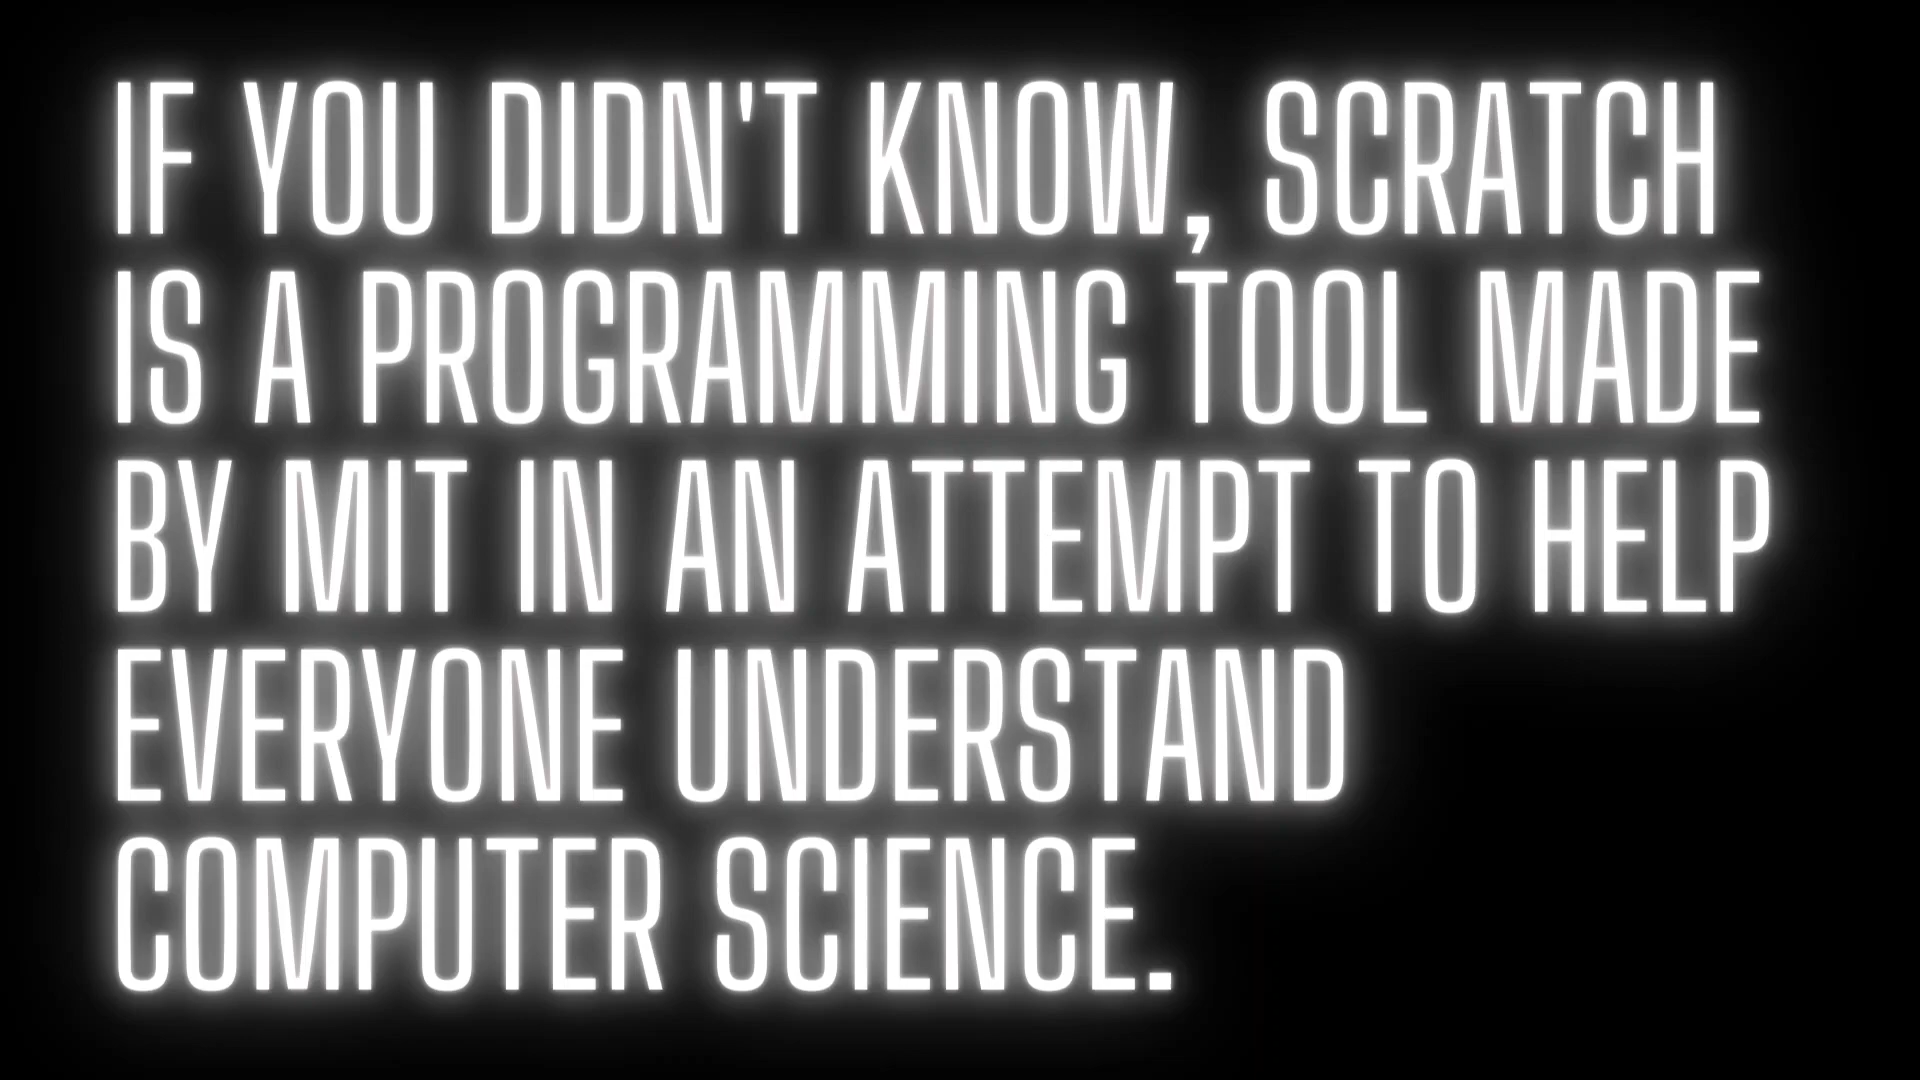 IF YOU DIDN'T KNOW, SCRATCH
IS A PROGRAMMING TOOL MADE
BY MIT IN AN ATTEMPT TO HELP
EVERYONE UNDERSTAND
COMPUTER SCIENCE.